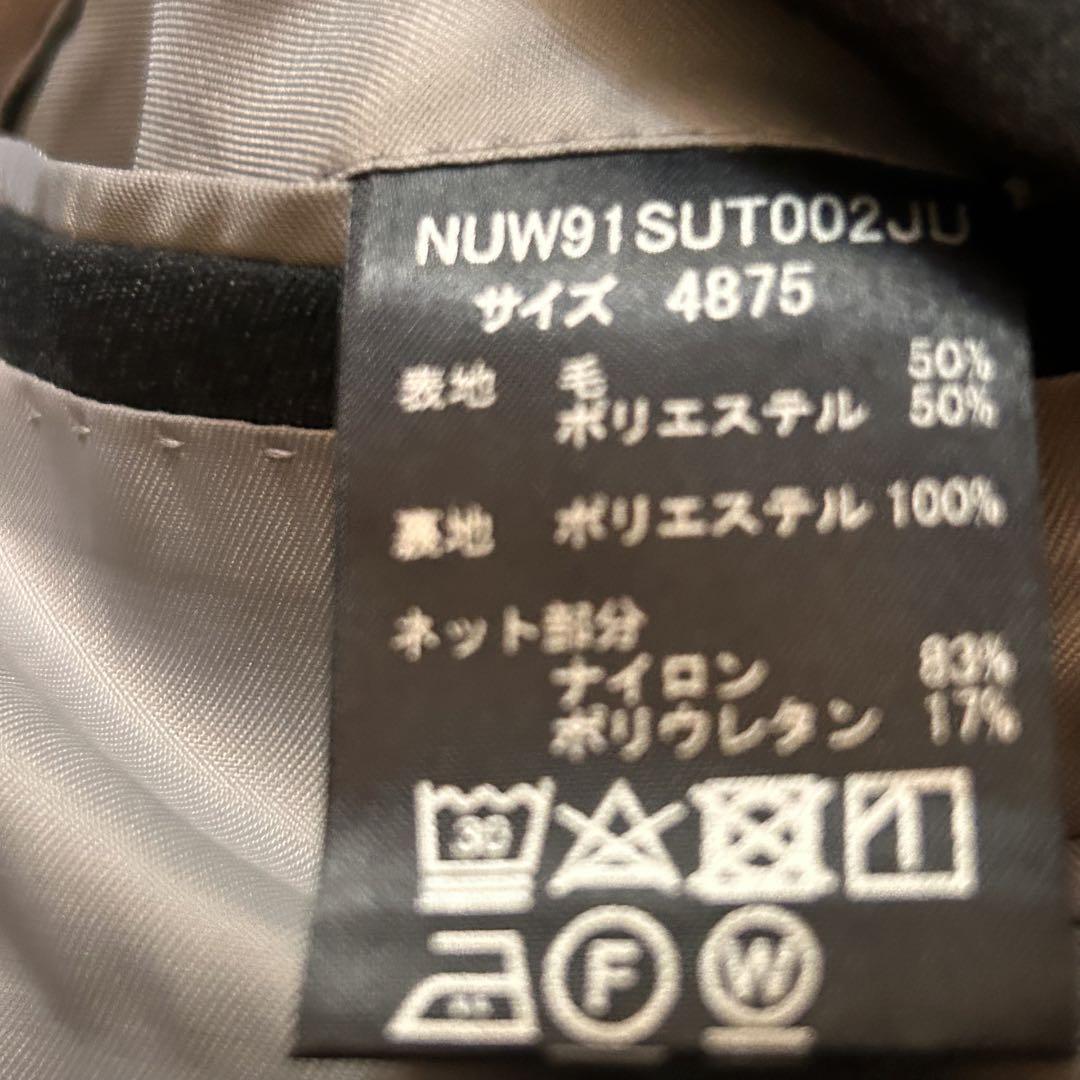 NUW91SUT002JU
サイズ 4875
表地 毛 50%
ポリエステル 50%
裏地 ポリエステル 100%
ネット部分
ナイロン 83%
ポリウレタン 17%
30
F W